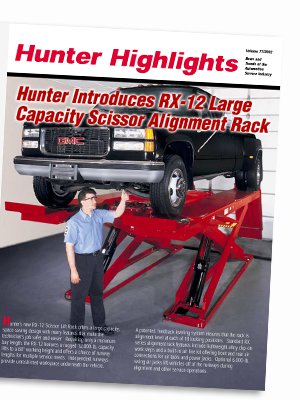 Hunter Highlights
Volume 77/2002
News and
Trends of the
Automotive
Service Industry
Hunter Introduces RX-12 Large
Capacity Scissor Alignment Rack
GMC
Hunter's new RX-12 Scissor Lift Rack offers a large capacity,
space-saving design with many features that make the
technician's job safer and easier. Requiring only a minimum
bay length, the RX-12 features a rugged 12,000-lb. capacity,
lifts to a 68" working height and offers a choice of runway
lengths for multiple service needs. Independent runways
provide unrestricted workspace underneath the vehicle.
A patented, feedback leveling system ensures that the rack is
alignment level at each of 10 locking positions. Standard RX-
series alignment rack features include lightweight alloy clip-on
work steps and a built-in air line kit offering front and rear air
connections for air tools and power jacks. Optional 6,000-lb.
swing air jacks lift vehicles off of the runways during
alignment and other service operations.